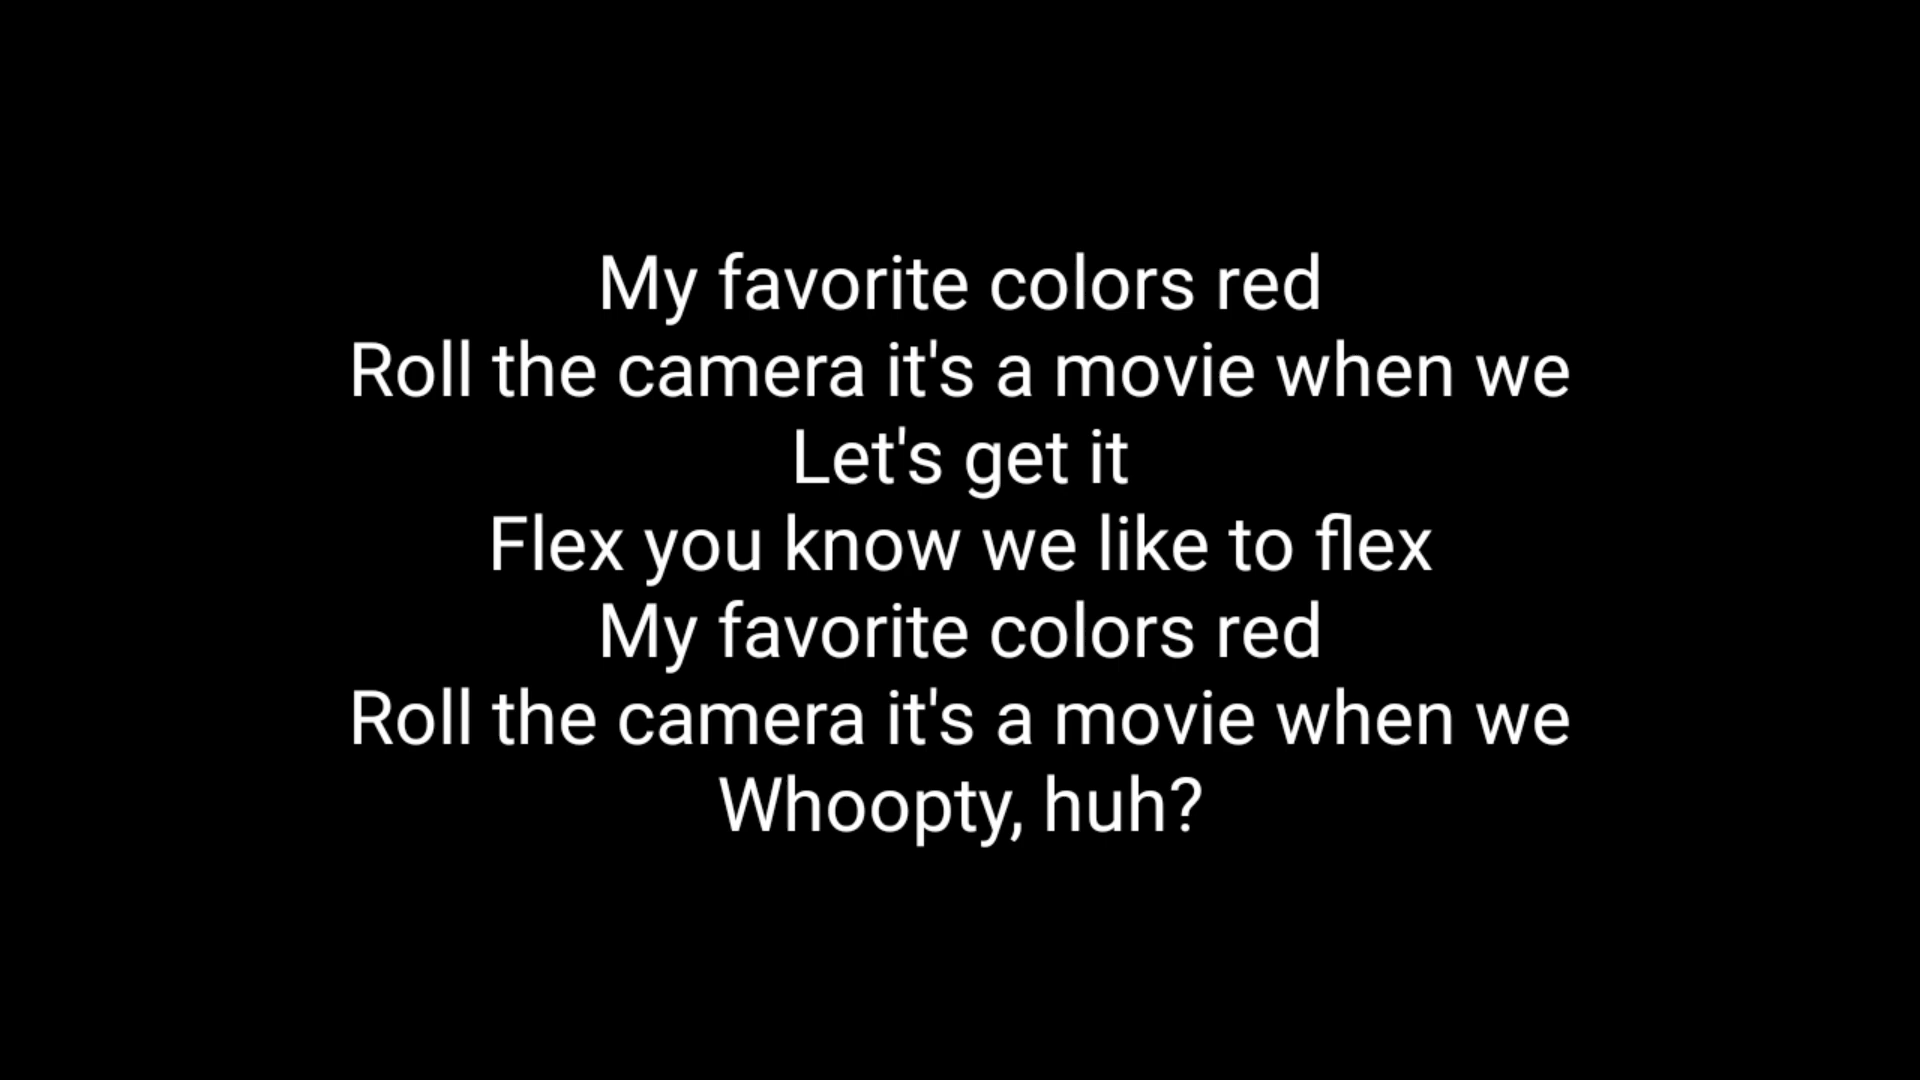 My favorite colors red
Roll the camera it's a movie when we
Let's get it
Flex you know we like to flex
My favorite colors red
Roll the camera it's a movie when we
Whoopty, huh?